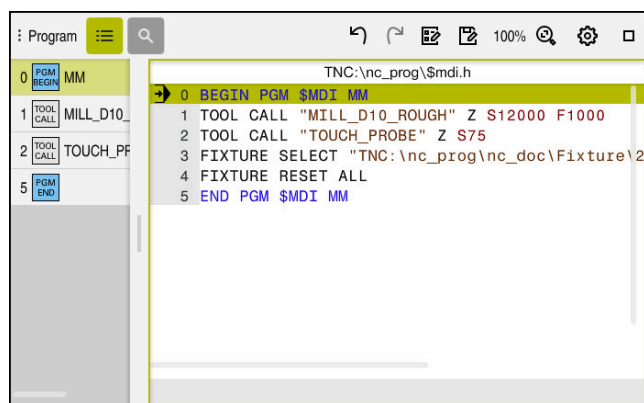 Program
100%
TNC:\nc_prog\$mdi.h
0 PGM BEGIN MM
1 TOOL CALL MILL_D10_
2 TOOL CALL TOUCH_PR
5 PGM END
0 BEGIN PGM $MDI MM
1 TOOL CALL "MILL_D10_ROUGH" Z S12000 F1000
2 TOOL CALL "TOUCH_PROBE" Z S75
3 FIXTURE SELECT "TNC:\nc_prog\nc_doc\Fixture\2
4 FIXTURE RESET ALL
5 END PGM $MDI MM